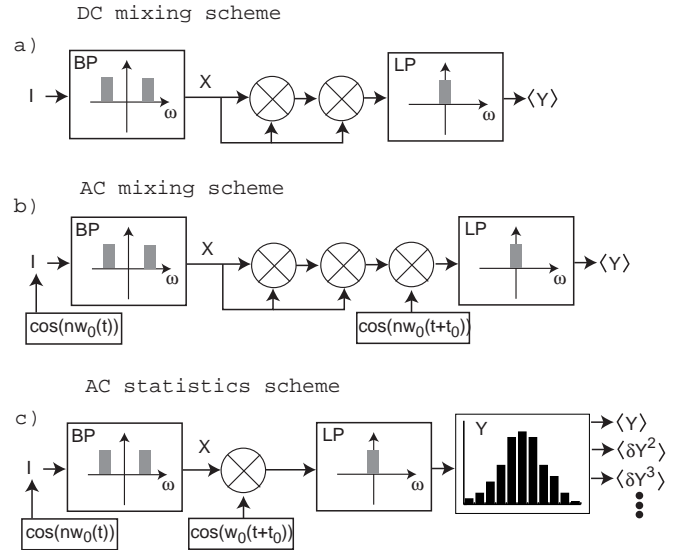 DC mixing scheme
a)
I
BP
ω
X
LP
ω
⟨Y⟩
AC mixing scheme
b)
I
BP
ω
X
LP
ω
⟨Y⟩
cos(nw₀(t))
cos(nw₀(t+t₀))
AC statistics scheme
c)
I
BP
ω
X
LP
ω
Y
⟨Y⟩
⟨δY²⟩
⟨δY³⟩
cos(nw₀(t))
cos(w₀(t+t₀))